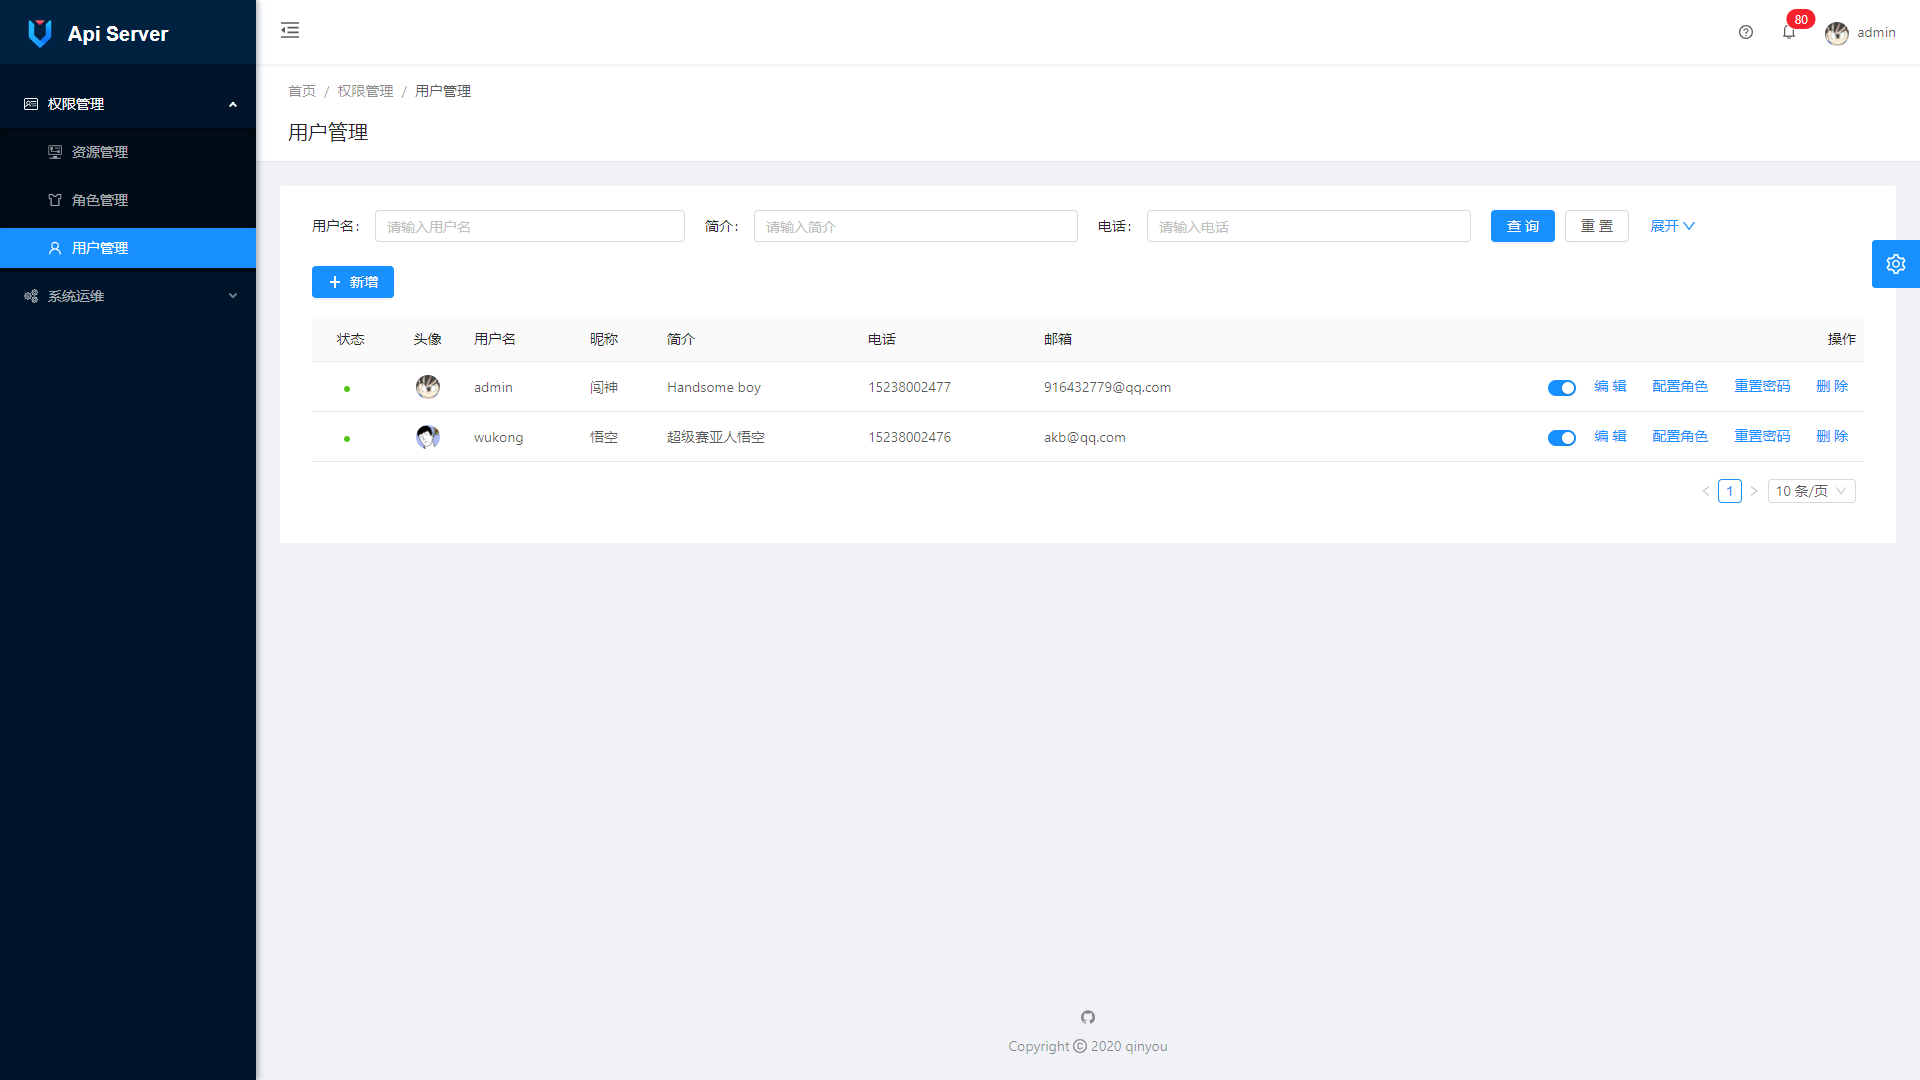 Api Server
80
admin
权限管理
资源管理
角色管理
用户管理
系统运维
首页 / 权限管理 / 用户管理
用户管理
用户名: 请输入用户名 简介: 请输入简介 电话: 请输入电话 查 询 重 置 展开
+ 新增
状态 头像 用户名 昵称 简介 电话 邮箱 操作
admin 闯神 Handsome boy 15238002477 916432779@qq.com 编 辑 配置角色 重置密码 删 除
wukong 悟空 超级赛亚人悟空 15238002476 akb@qq.com 编 辑 配置角色 重置密码 删 除
< 1 > 10 条/页
Copyright © 2020 qinyou